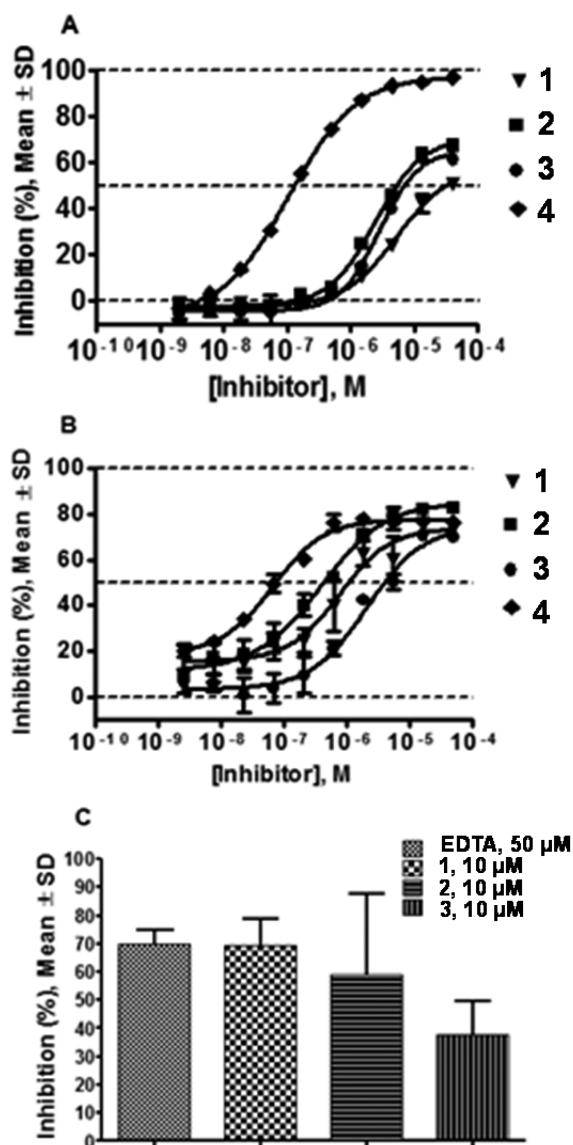 A
Inhibition (%), Mean ± SD
100
80
60
40
20
0
10⁻¹⁰ 10⁻⁹ 10⁻⁸ 10⁻⁷ 10⁻⁶ 10⁻⁵ 10⁻⁴
[Inhibitor], M
1
2
3
4
B
Inhibition (%), Mean ± SD
100
80
60
40
20
0
10⁻¹⁰ 10⁻⁹ 10⁻⁸ 10⁻⁷ 10⁻⁶ 10⁻⁵ 10⁻⁴
[Inhibitor], M
1
2
3
4
C
Inhibition (%), Mean ± SD
100
90
80
70
60
50
40
30
20
10
0
EDTA, 50 µM
1, 10 µM
2, 10 µM
3, 10 µM